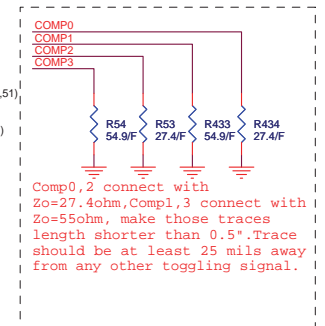 COMP0
COMP1
COMP2
COMP3
,51)
)
R54 R53 R433 R434
54.9/F 27.4/F 54.9/F 27.4/F
Comp0,2 connect with
Zo=27.4ohm,Comp1,3 connect with
Zo=55ohm, make those traces
length shorter than 0.5".Trace
should be at least 25 mils away
from any other toggling signal.